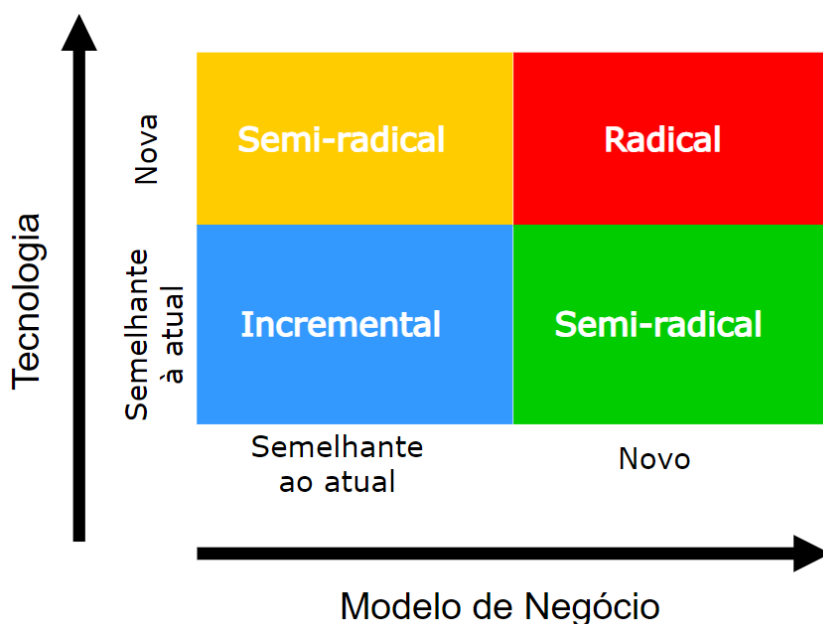 Tecnologia
Nova
Semelhante
à atual
Semi-radical
Radical
Incremental
Semi-radical
Semelhante
ao atual
Novo
Modelo de Negócio